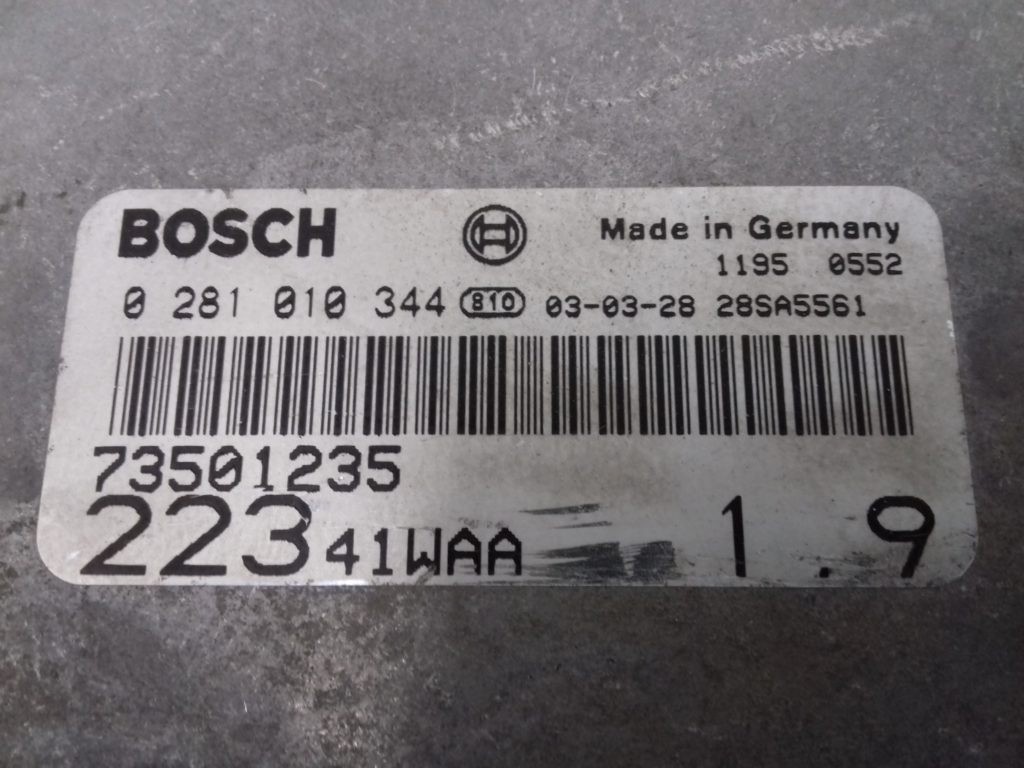 BOSCH H Made in Germany
1195 0552
0 281 010 344 810 03-03-28 28SA5561
73501235
223 41WAA 1.9